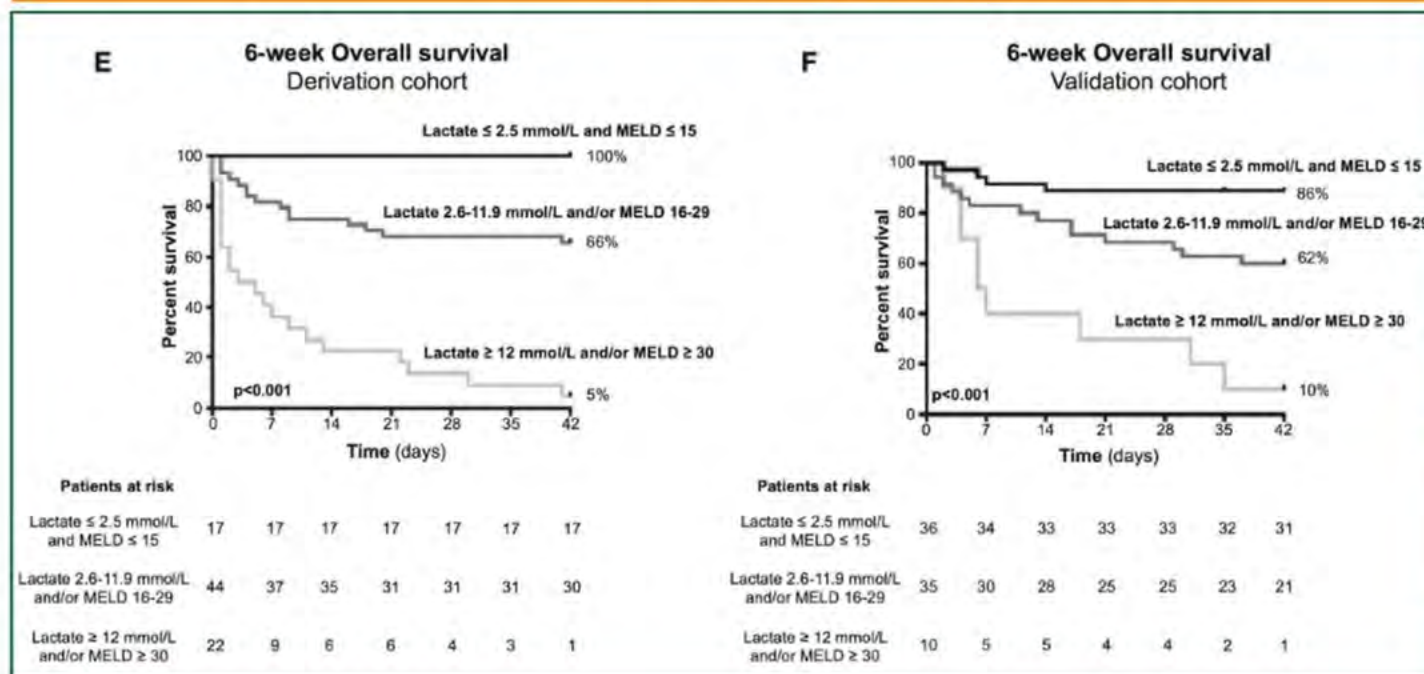 E
6-week Overall survival
Derivation cohort
Lactate ≤ 2.5 mmol/L and MELD ≤ 15
100
100%
80
Lactate 2.6-11.9 mmol/L and/or MELD 16-29
66%
60
Percent survival
40
Lactate ≥ 12 mmol/L and/or MELD ≥ 30
20
p<0.001
5%
0
0 7 14 21 28 35 42
Time (days)
Patients at risk
Lactate ≤ 2.5 mmol/L
and MELD ≤ 15
17 17 17 17 17 17 17
Lactate 2.6-11.9 mmol/L
and/or MELD 16-29
44 37 35 31 31 31 30
Lactate ≥ 12 mmol/L
and/or MELD ≥ 30
22 9 6 6 4 3 1
F
6-week Overall survival
Validation cohort
100
Lactate ≤ 2.5 mmol/L and MELD ≤ 15
86%
80
Lactate 2.6-11.9 mmol/L and/or MELD 16-29
62%
60
Percent survival
40
Lactate ≥ 12 mmol/L and/or MELD ≥ 30
20
p<0.001
10%
0
0 7 14 21 28 35 42
Time (days)
Patients at risk
Lactate ≤ 2.5 mmol/L
and MELD ≤ 15
36 34 33 33 33 32 31
Lactate 2.6-11.9 mmol/L
and/or MELD 16-29
35 30 28 25 25 23 21
Lactate ≥ 12 mmol/L
and/or MELD ≥ 30
10 5 5 4 4 2 1